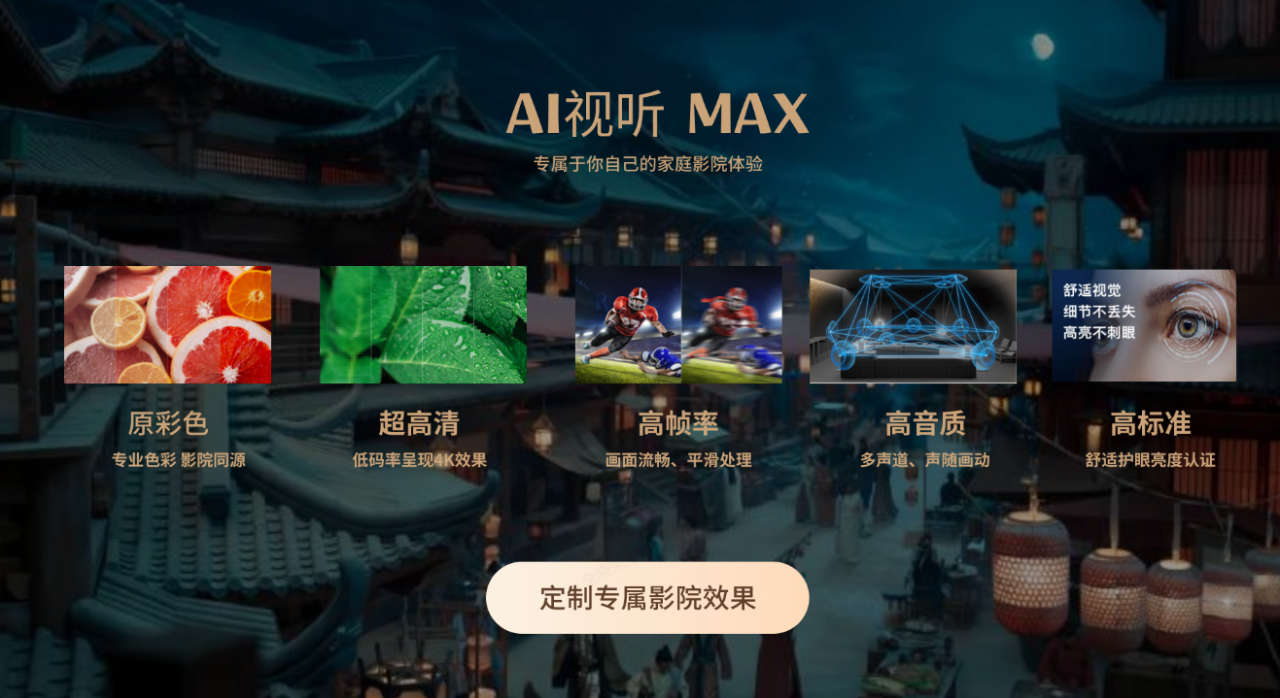 AI视听 MAX
专属于你自己的家庭影院体验
舒适视觉
细节不丢失
高亮不刺眼
原彩色
超高清
高帧率
高音质
高标准
专业色彩 影院同源
低码率呈现4K效果
画面流畅、平滑处理
多声道、声随画动
舒适护眼亮度认证
定制专属影院效果